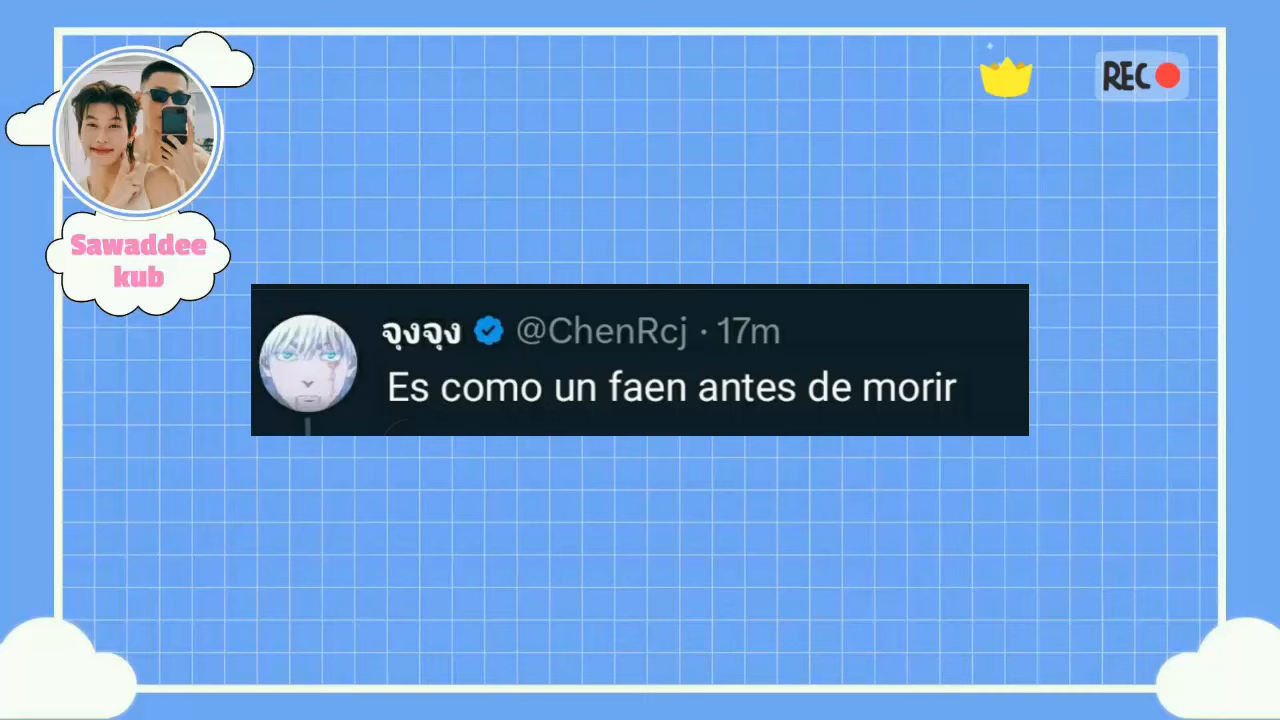 REC
Sawaddee
kub
จุงจุง @ChenRcj · 17m
Es como un faen antes de morir